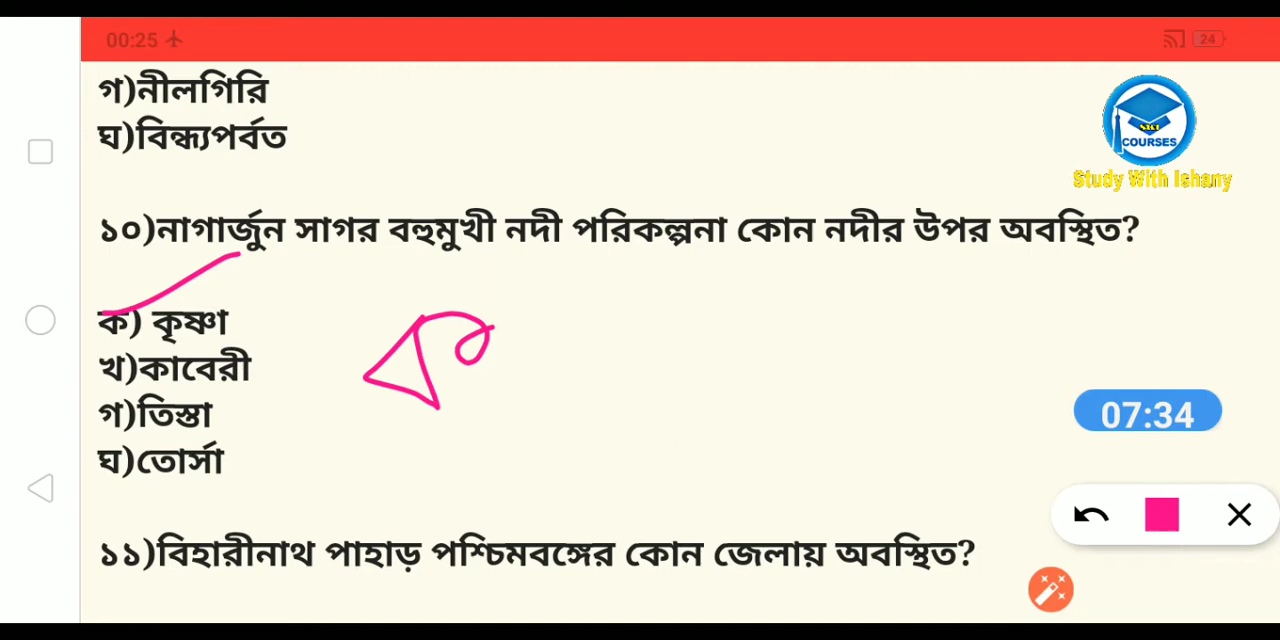 00:25
24
গ)নীলগিরি
ঘ)বিন্ধ্যপর্বত
COURSES
Study With Ishany
১০)নাগার্জুন সাগর বহুমুখী নদী পরিকল্পনা কোন নদীর উপর অবস্থিত?
ক) কৃষ্ণা
খ)কাবেরী
গ)তিস্তা
ঘ)তোর্সা
ক
07:34
১১)বিহারীনাথ পাহাড় পশ্চিমবঙ্গের কোন জেলায় অবস্থিত?